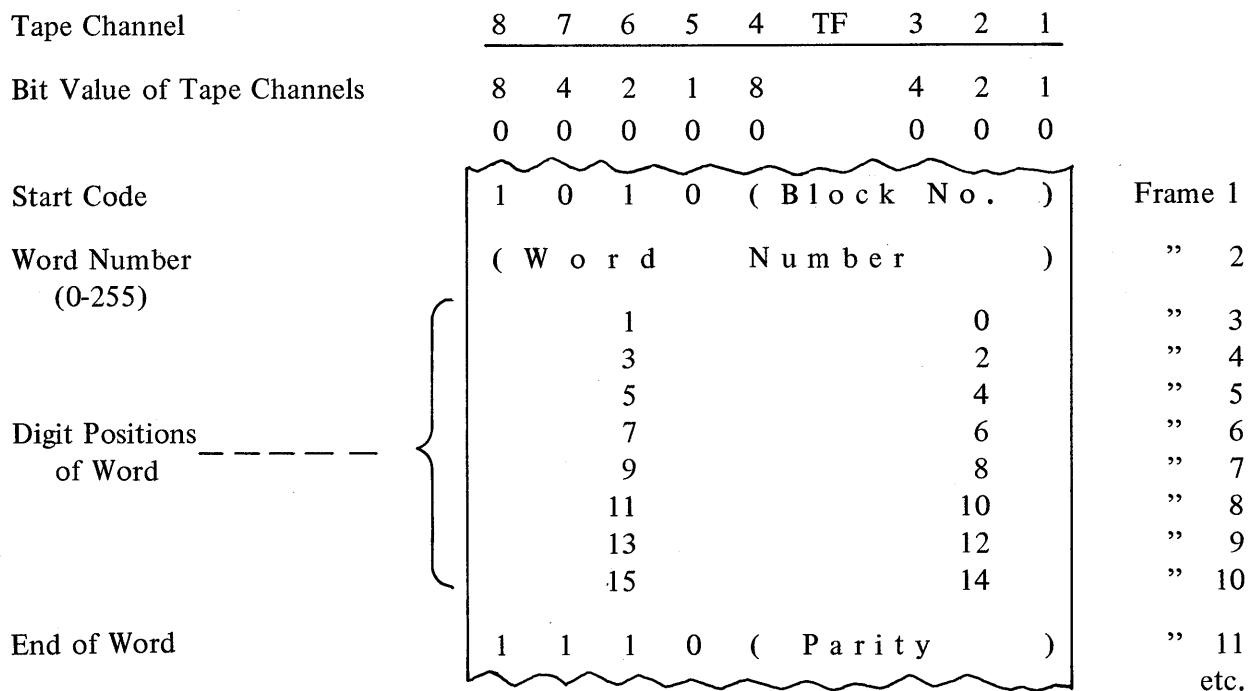 Tape Channel 8 7 6 5 4 TF 3 2 1
Bit Value of Tape Channels 8 4 2 1 8 4 2 1
0 0 0 0 0 0 0 0
Start Code 1 0 1 0 ( Block No. ) Frame 1
Word Number ( Word Number ) ” 2
(0-255)
1 0 ” 3
3 2 ” 4
5 4 ” 5
Digit Positions 7 6 ” 6
of Word 9 8 ” 7
11 10 ” 8
13 12 ” 9
15 14 ” 10
End of Word 1 1 1 0 ( Parity ) ” 11
etc.